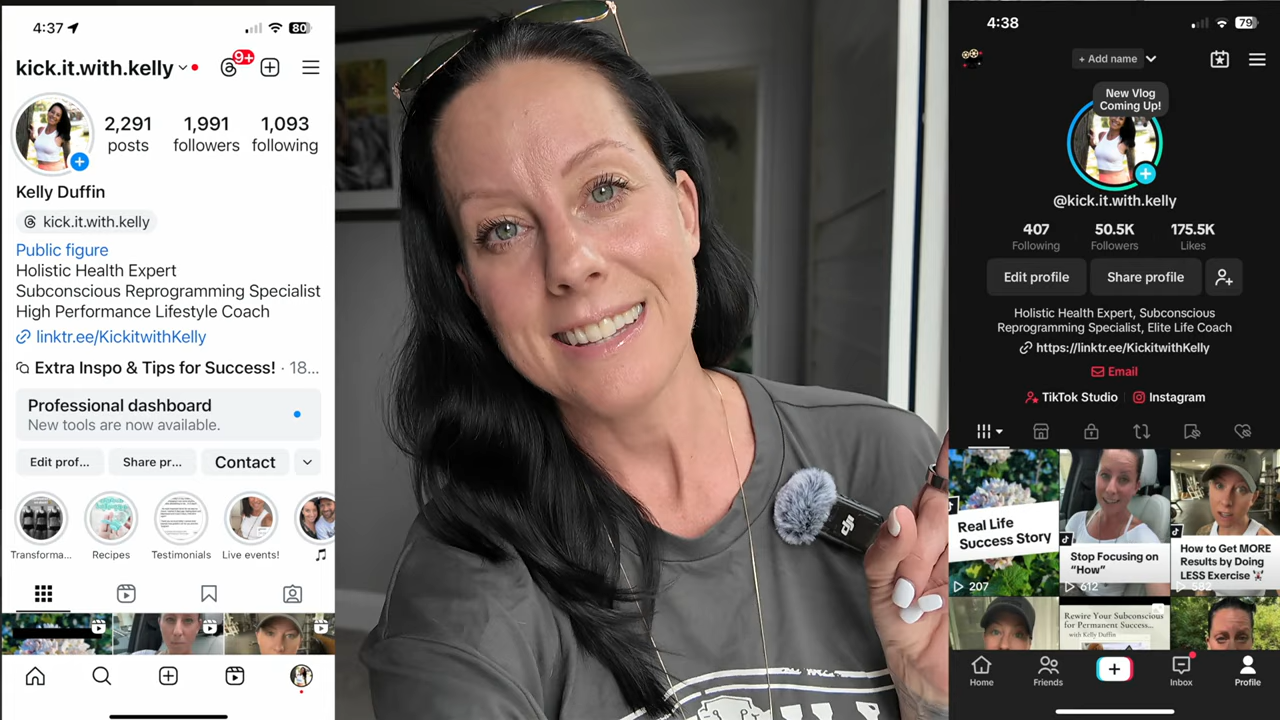 4:37
80
kick.it.with.kelly
9+
2,291
posts
1,991
followers
1,093
following
Kelly Duffin
kick.it.with.kelly
Public figure
Holistic Health Expert
Subconscious Reprogramming Specialist
High Performance Lifestyle Coach
linktr.ee/KickitwithKelly
Extra Inspo & Tips for Success! · 18...
Professional dashboard
New tools are now available.
Edit prof...
Share pr...
Contact
Transforma...
Recipes
Testimonials
Live events!
dji
4:38
79
+ Add name
New Vlog
Coming Up!
@kick.it.with.kelly
407
Following
50.5K
Followers
175.5K
Likes
Edit profile
Share profile
Holistic Health Expert, Subconscious
Reprogramming Specialist, Elite Life Coach
https://linktr.ee/KickitwithKelly
Email
TikTok Studio
Instagram
Real Life
Success Story
207
Stop Focusing on
“How”
612
How to Get MORE
Results by Doing
LESS Exercise
582
Rewire Your Subconscious
for Permanent Success...
with Kelly Duffin
Home
Friends
Inbox
Profile